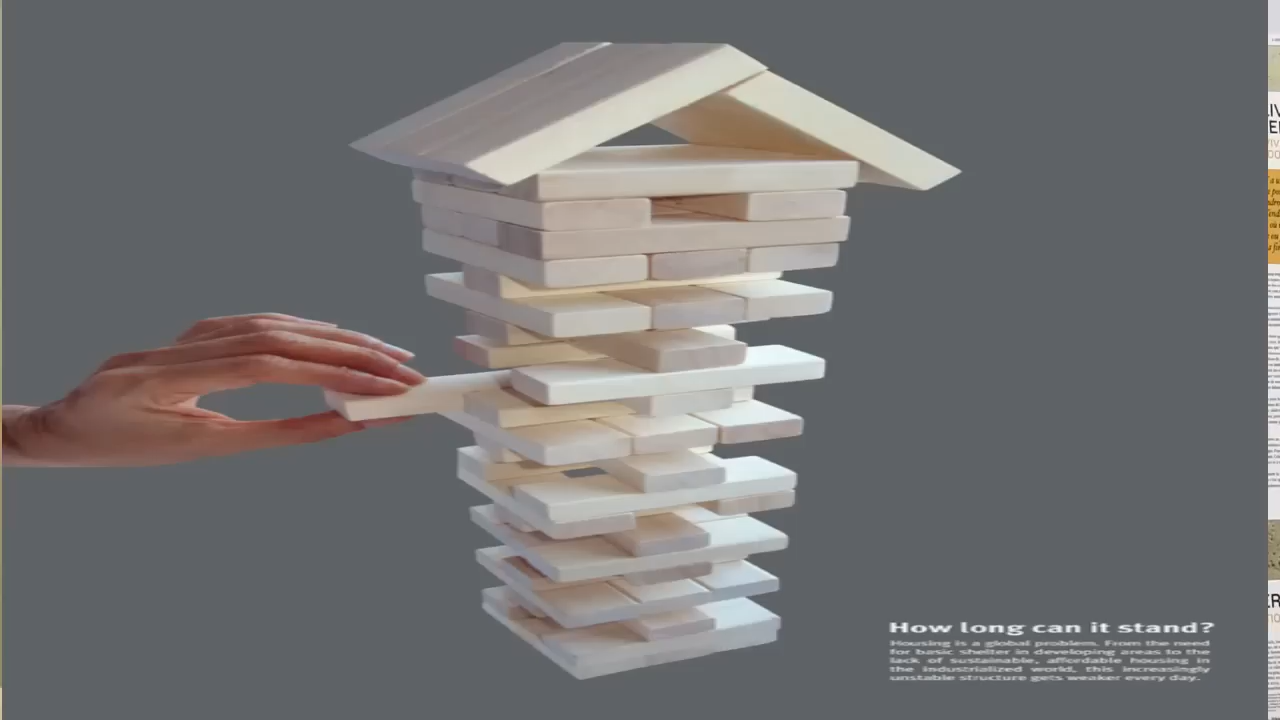 How long can it stand?
Housing is a global problem. From the need
for basic shelter in developing areas to the
lack of sustainable, affordable housing in
the industrialized world, this increasingly
unstable structure gets weaker every day.